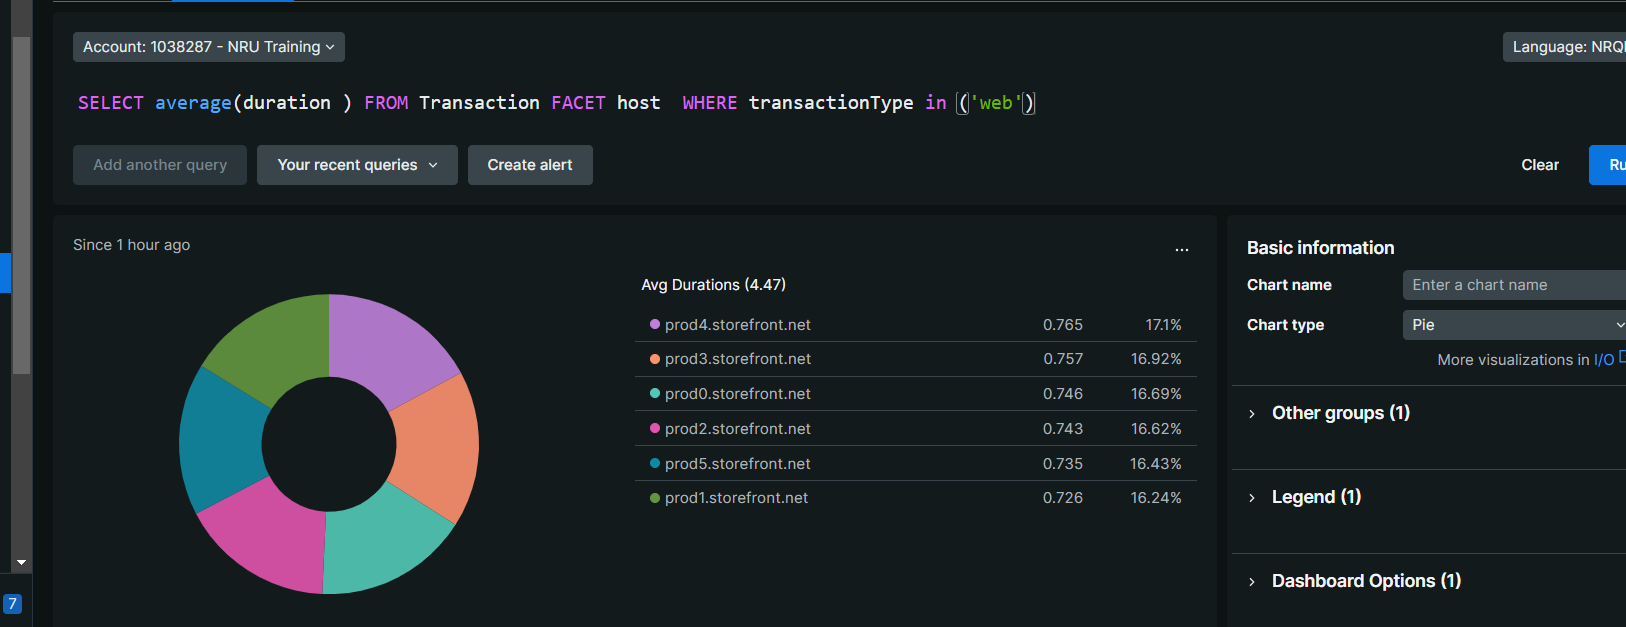 Account: 1038287 - NRU Training
Language: NRQL
SELECT average(duration ) FROM Transaction FACET host  WHERE transactionType in ('web')
Add another query
Your recent queries
Create alert
Clear
Ru
Since 1 hour ago
...
Avg Durations (4.47)
prod4.storefront.net 0.765 17.1%
prod3.storefront.net 0.757 16.92%
prod0.storefront.net 0.746 16.69%
prod2.storefront.net 0.743 16.62%
prod5.storefront.net 0.735 16.43%
prod1.storefront.net 0.726 16.24%
Basic information
Chart name Enter a chart name
Chart type Pie
More visualizations in I/O
Other groups (1)
Legend (1)
Dashboard Options (1)
7